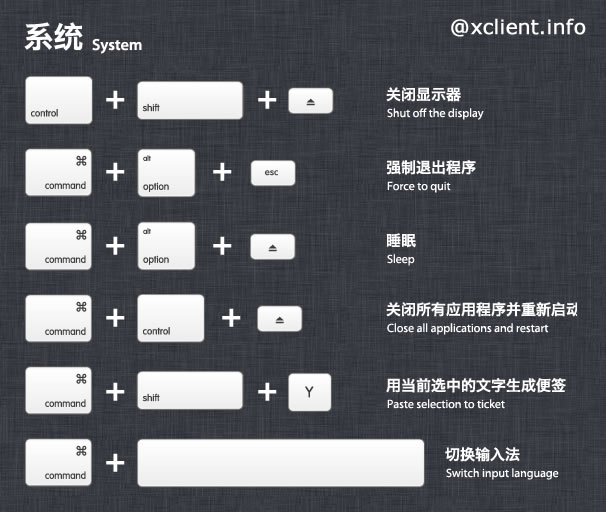 系统 System
@xclient.info
control + shift + ⏏
关闭显示器
Shut off the display
⌘ command + alt option + esc
强制退出程序
Force to quit
⌘ command + alt option + ⏏
睡眠
Sleep
⌘ command + control + ⏏
关闭所有应用程序并重新启动
Close all applications and restart
⌘ command + shift + Y
用当前选中的文字生成便签
Paste selection to ticket
⌘ command +
切换输入法
Switch input language